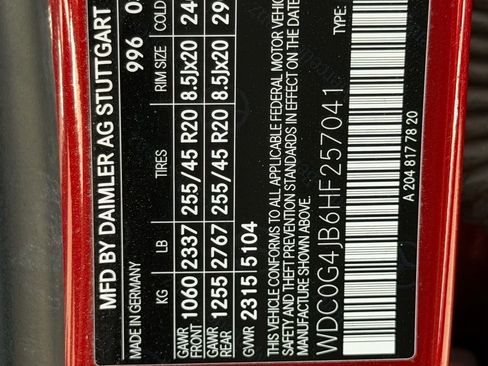 MFD BY DAIMLER AG STUTTGART
MADE IN GERMANY
996
KG LB TIRES RIM SIZE COLD
GAWR FRONT 1060 2337 255/45 R20 8.5Jx20 24
GAWR REAR 1255 2767 255/45 R20 8.5Jx20 29
GVWR 2315 5104
THIS VEHICLE CONFORMS TO ALL APPLICABLE FEDERAL MOTOR VEHIC
SAFETY AND THEFT PREVENTION STANDARDS IN EFFECT ON THE DATE
MANUFACTURE SHOWN ABOVE.
WDC0G4JB6HF257041 TYPE:
A 204 817 78 20